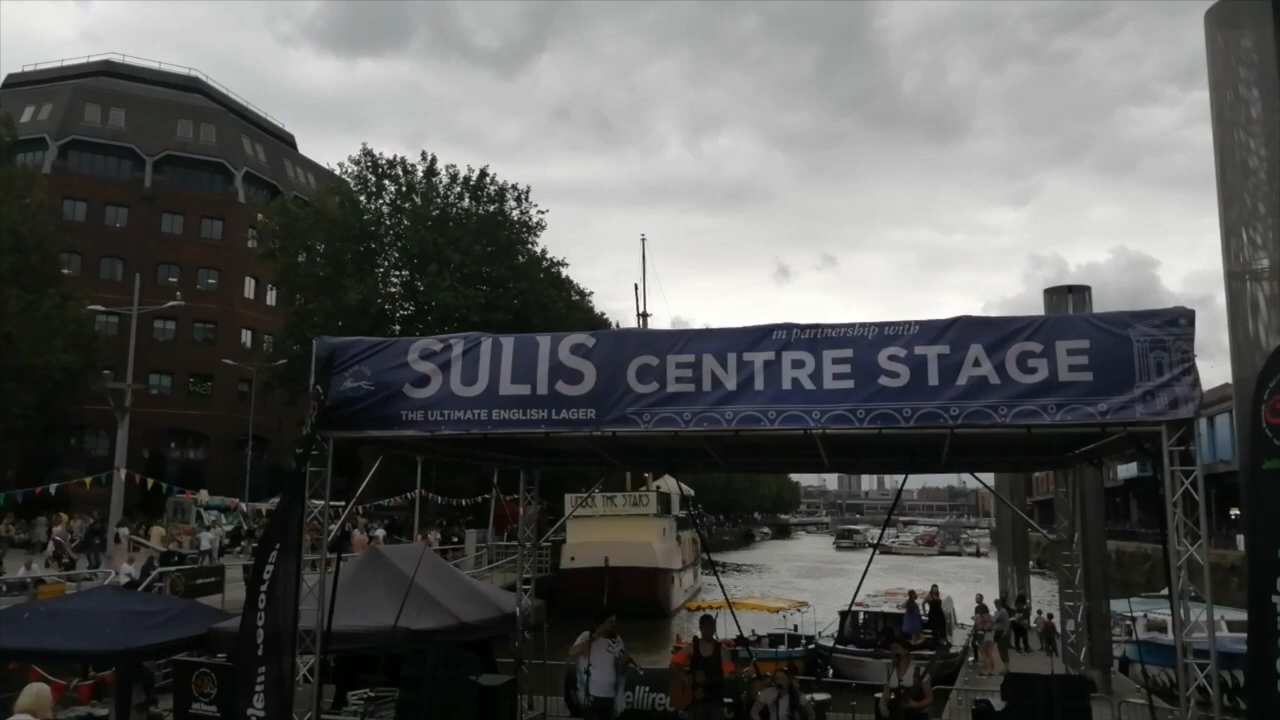 in partnership with
SULIS CENTRE STAGE
THE ULTIMATE ENGLISH LAGER
UNDER THE STARS